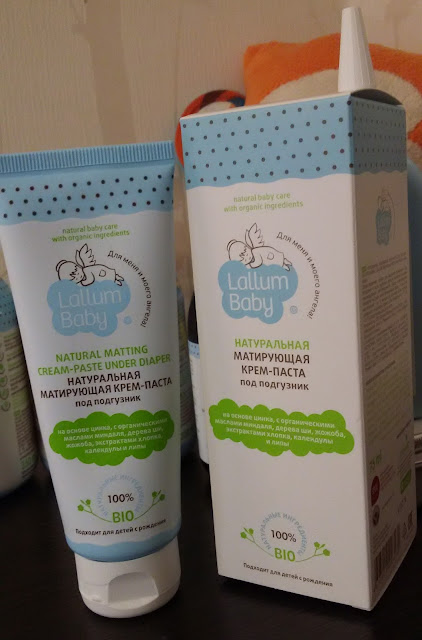 natural baby care
with organic ingredients
Для меня и моего ангела!
Lallum
Baby
NATURAL MATTING
CREAM-PASTE UNDER DIAPER
НАТУРАЛЬНАЯ
МАТИРУЮЩАЯ КРЕМ-ПАСТА
под подгузник
на основе цинка, с органическими
маслами миндаля, дерева ши,
жожоба, экстрактами хлопка,
календулы и липы
НАТУРАЛЬНЫЕ ИНГРЕДИЕНТЫ
100%
BIO
Подходит для детей с рождения
natural baby care
with organic ingredients
Для меня и моего ангела!
Lallum
Baby
НАТУРАЛЬНАЯ
МАТИРУЮЩАЯ
КРЕМ-ПАСТА
под подгузник
на основе цинка, с органическими
маслами миндаля, дерева ши, жожоба,
экстрактами хлопка, календулы
и липы
НАТУРАЛЬНЫЕ ИНГРЕДИЕНТЫ
100%
BIO
Подходит для детей с рождения